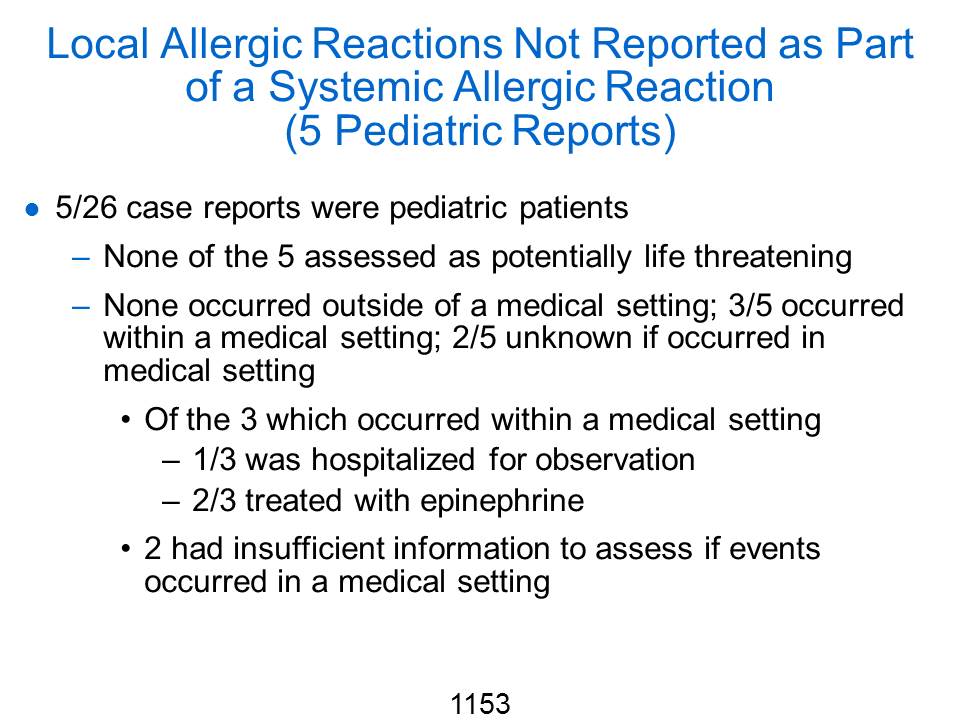 Local Allergic Reactions Not Reported as Part
of a Systemic Allergic Reaction
(5 Pediatric Reports)
● 5/26 case reports were pediatric patients
– None of the 5 assessed as potentially life threatening
– None occurred outside of a medical setting; 3/5 occurred
within a medical setting; 2/5 unknown if occurred in
medical setting
• Of the 3 which occurred within a medical setting
– 1/3 was hospitalized for observation
– 2/3 treated with epinephrine
• 2 had insufficient information to assess if events
occurred in a medical setting
1153